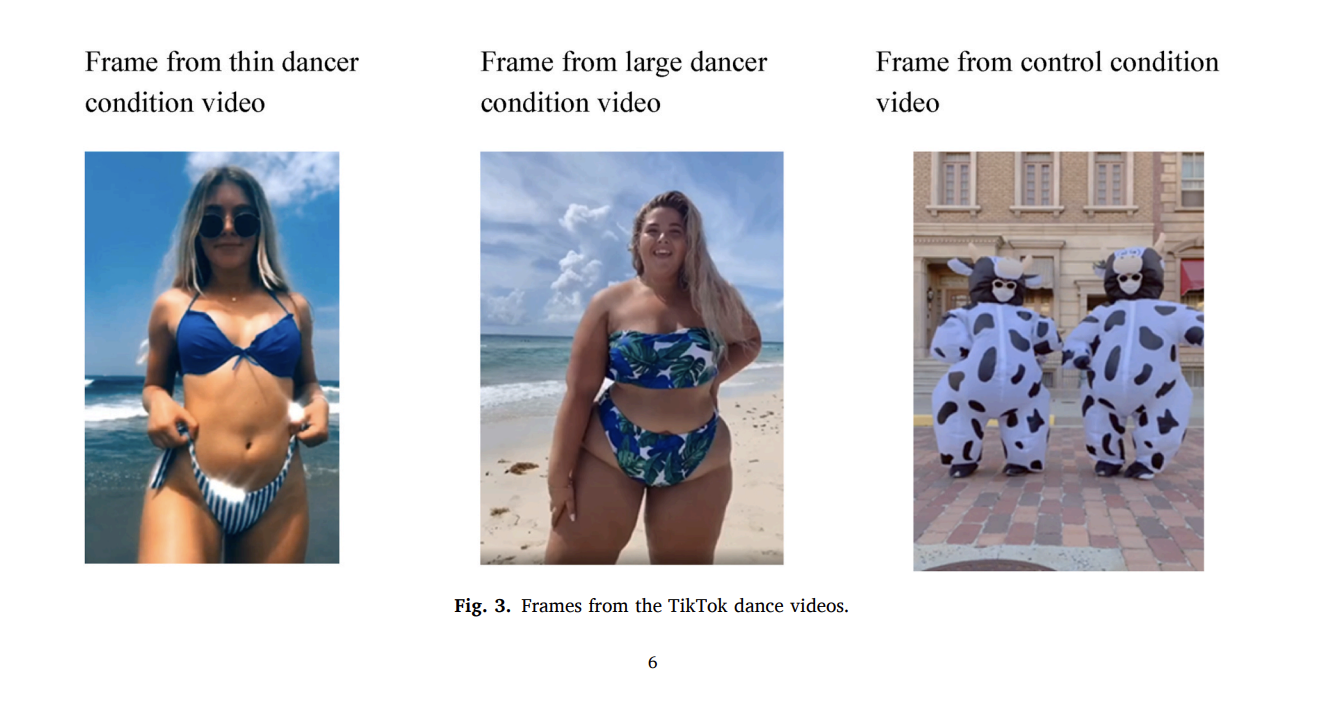 Frame from thin dancer
condition video
Frame from large dancer
condition video
Frame from control condition
video
Fig. 3. Frames from the TikTok dance videos.
6